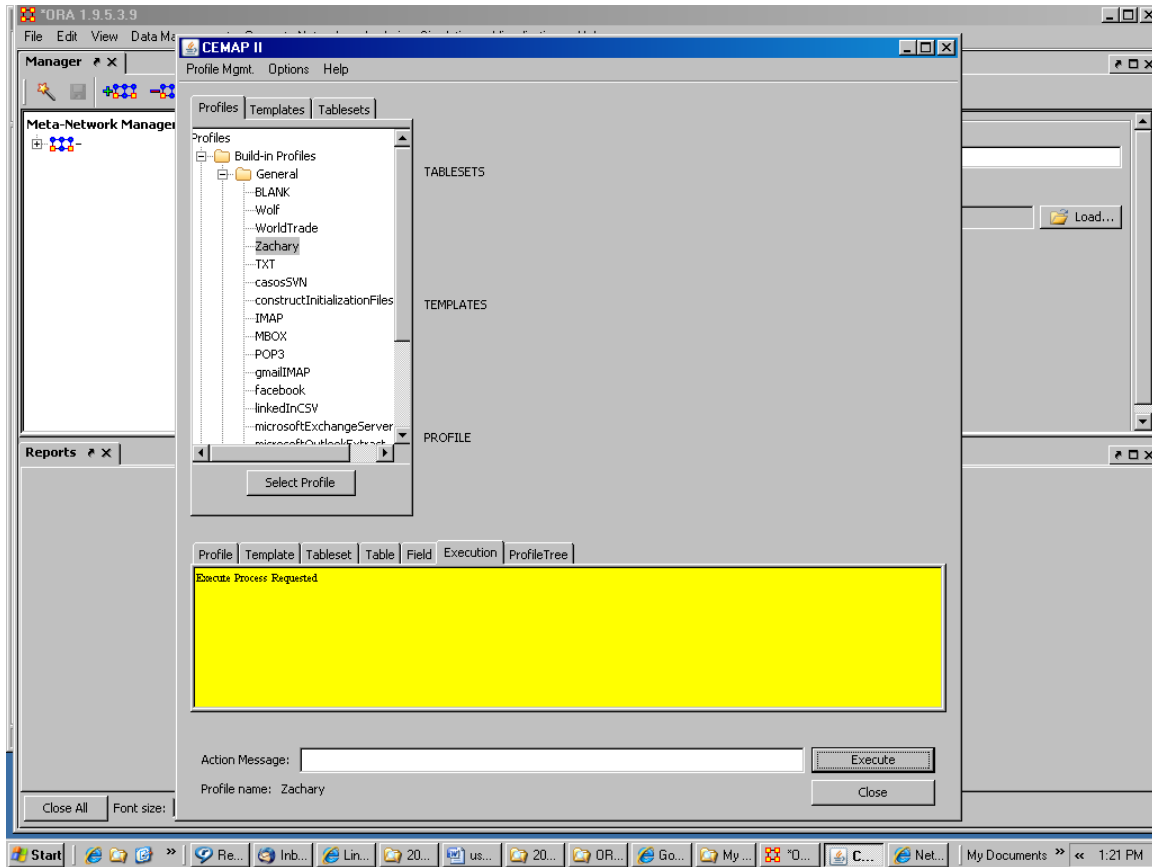 *ORA 1.9.5.3.9
File Edit View Data Ma
CEMAP II
Manager
Profile Mgmt. Options Help
Meta-Network Manager
Profiles Templates Tablesets
Profiles
Build-in Profiles
General
BLANK
Wolf
WorldTrade
Zachary
TXT
casosSVN
constructInitializationFiles
IMAP
MBOX
POP3
gmailIMAP
facebook
linkedInCSV
microsoftExchangeServer
microsoftOutlookExtract
Select Profile
TABLESETS
TEMPLATES
PROFILE
Load...
Reports
Profile Template Tableset Table Field Execution ProfileTree
Execute Process Requested
Action Message:
Execute
Profile name: Zachary
Close
Close All Font size:
Start Re... Inb... Lin... 20... us... 20... OR... Go... My ... *O... C... Net... My Documents 1:21 PM